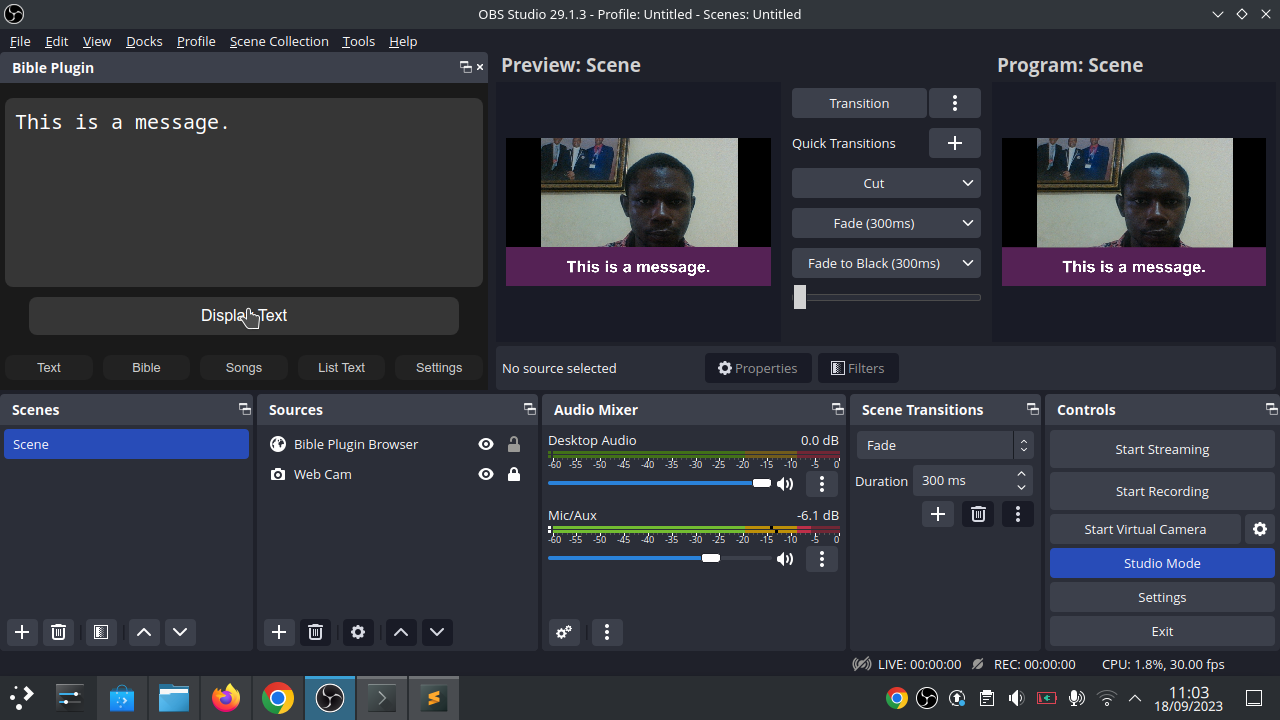 OBS Studio 29.1.3 - Profile: Untitled - Scenes: Untitled
File Edit View Docks Profile Scene Collection Tools Help
Bible Plugin
This is a message.
Display Text
Text Bible Songs List Text Settings
Preview: Scene
This is a message.
Transition
Quick Transitions
Cut
Fade (300ms)
Fade to Black (300ms)
Program: Scene
This is a message.
No source selected Properties Filters
Scenes
Scene
Sources
Bible Plugin Browser
Web Cam
Audio Mixer
Desktop Audio 0.0 dB
-60 -55 -50 -45 -40 -35 -30 -25 -20 -15 -10 -5 0
Mic/Aux -6.1 dB
-60 -55 -50 -45 -40 -35 -30 -25 -20 -15 -10 -5 0
Scene Transitions
Fade
Duration 300 ms
Controls
Start Streaming
Start Recording
Start Virtual Camera
Studio Mode
Settings
Exit
LIVE: 00:00:00 REC: 00:00:00 CPU: 1.8%, 30.00 fps
11:03
18/09/2023